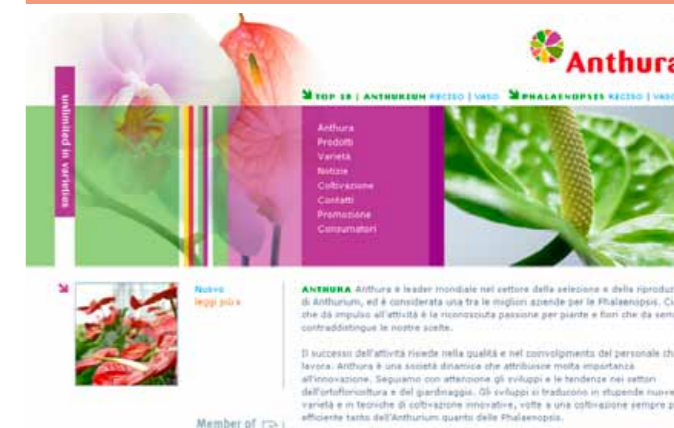 Anthura
TOP 10 | ANTHURIUM RECISO | VASO PHALAENOPSIS RECISO | VASO
unlimited in varieties
Anthura
Prodotti
Varietà
Notizie
Coltivazione
Contatti
Promozione
Consumatori
Nuovo
leggi più »
ANTHURA Anthura è leader mondiale nel settore della selezione e della riproduz
di Anthurium, ed è considerata una tra le migliori aziende per le Phalaenopsis. Ci
che dà impulso all'attività è la riconosciuta passione per piante e fiori che da sem
contraddistingue le nostre scelte.
Il successo dell'attività risiede nella qualità e nel convolgimento del personale ch
lavora. Anthura è una società dinamica che attribuisce molta importanza
all'innovazione. Seguiamo con attenzione gli sviluppi e le tendenze nei settori
dell'ortofloricoltura e del giardinaggio. Gli sviluppi si traducono in stupende nuove
varietà e in tecniche di coltivazione innovative, volte a una coltivazione sempre p
efficiente tanto dell'Anthurium quanto delle Phalaenopsis.
Member of